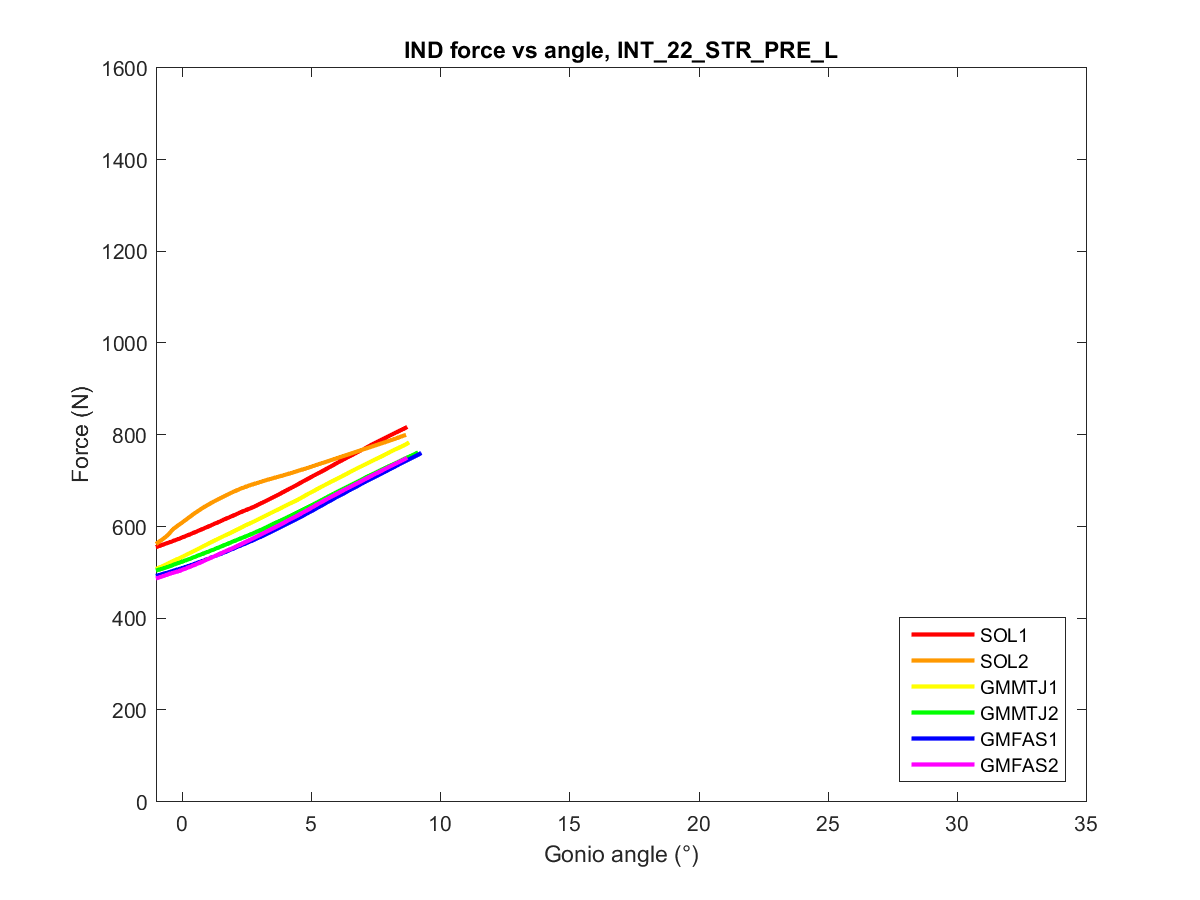 IND force vs angle, INT_22_STR_PRE_L
1600
1400
1200
1000
800
600
400
200
0
Force (N)
0 5 10 15 20 25 30 35
Gonio angle (°)
SOL1
SOL2
GMMTJ1
GMMTJ2
GMFAS1
GMFAS2